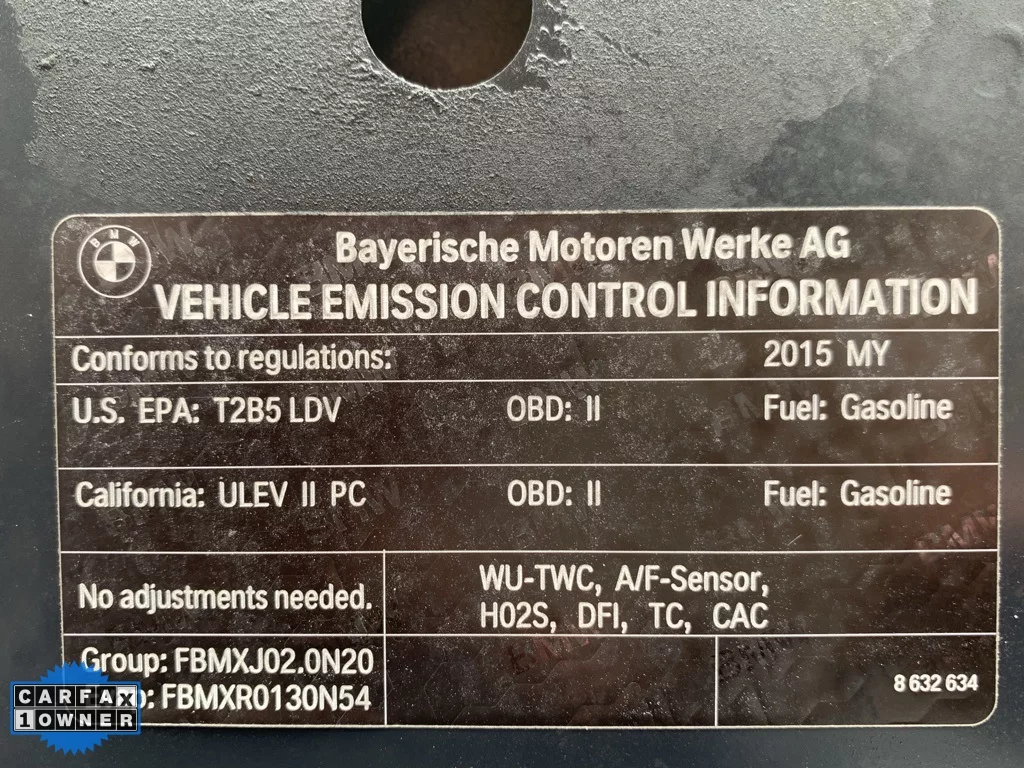 BMW
Bayerische Motoren Werke AG
VEHICLE EMISSION CONTROL INFORMATION
Conforms to regulations: 2015 MY
U.S. EPA: T2B5 LDV OBD: II Fuel: Gasoline
California: ULEV II PC OBD: II Fuel: Gasoline
No adjustments needed.
WU-TWC, A/F-Sensor,
H02S, DFI, TC, CAC
Group: FBMXJ02.0N20
FBMXR0130N54
8 632 634
CARFAX
1 OWNER